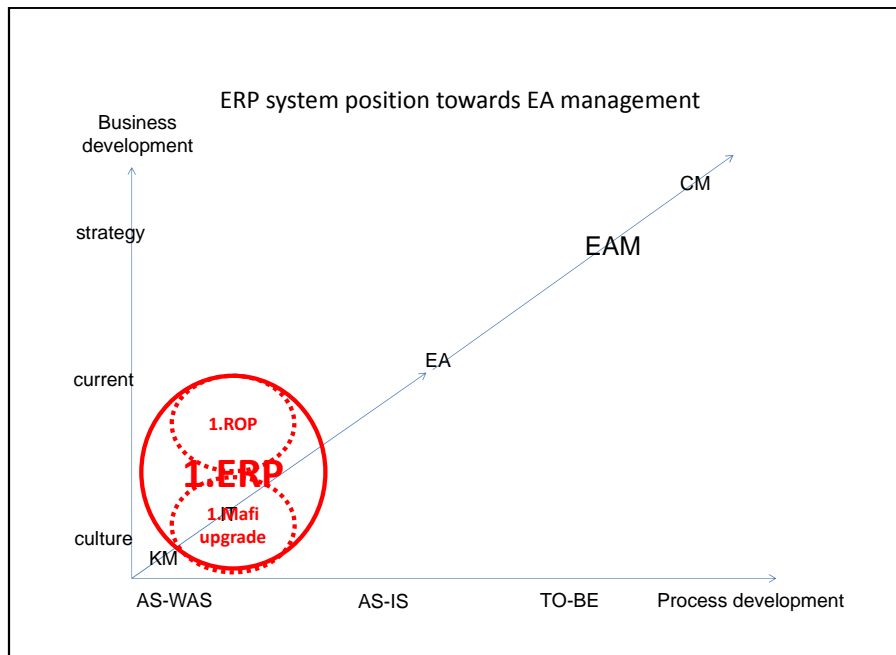 ERP system position towards EA management
Business
development
CM
strategy
EAM
EA
current
1.ROP
1.ERP
IT
1.Mafi
upgrade
culture
KM
AS-WAS
AS-IS
TO-BE
Process development